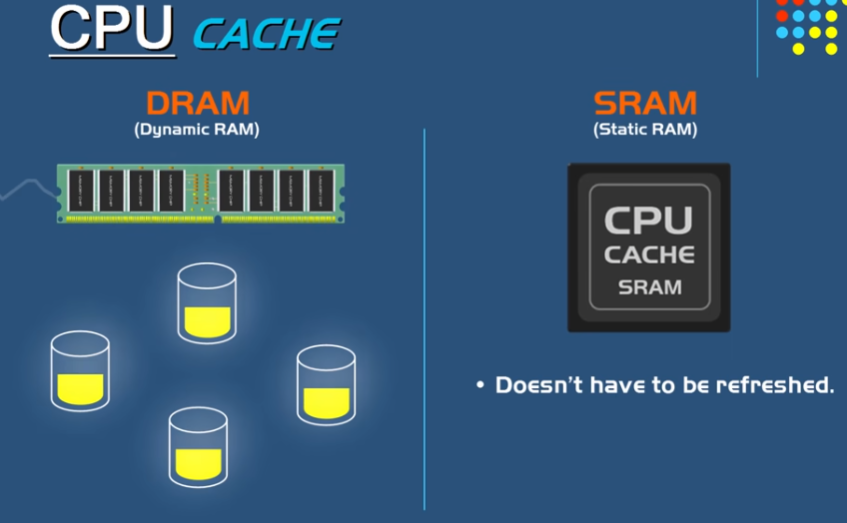 CPU CACHE
DRAM
(Dynamic RAM)
SRAM
(Static RAM)
CPU
CACHE
SRAM
• Doesn't have to be refreshed.